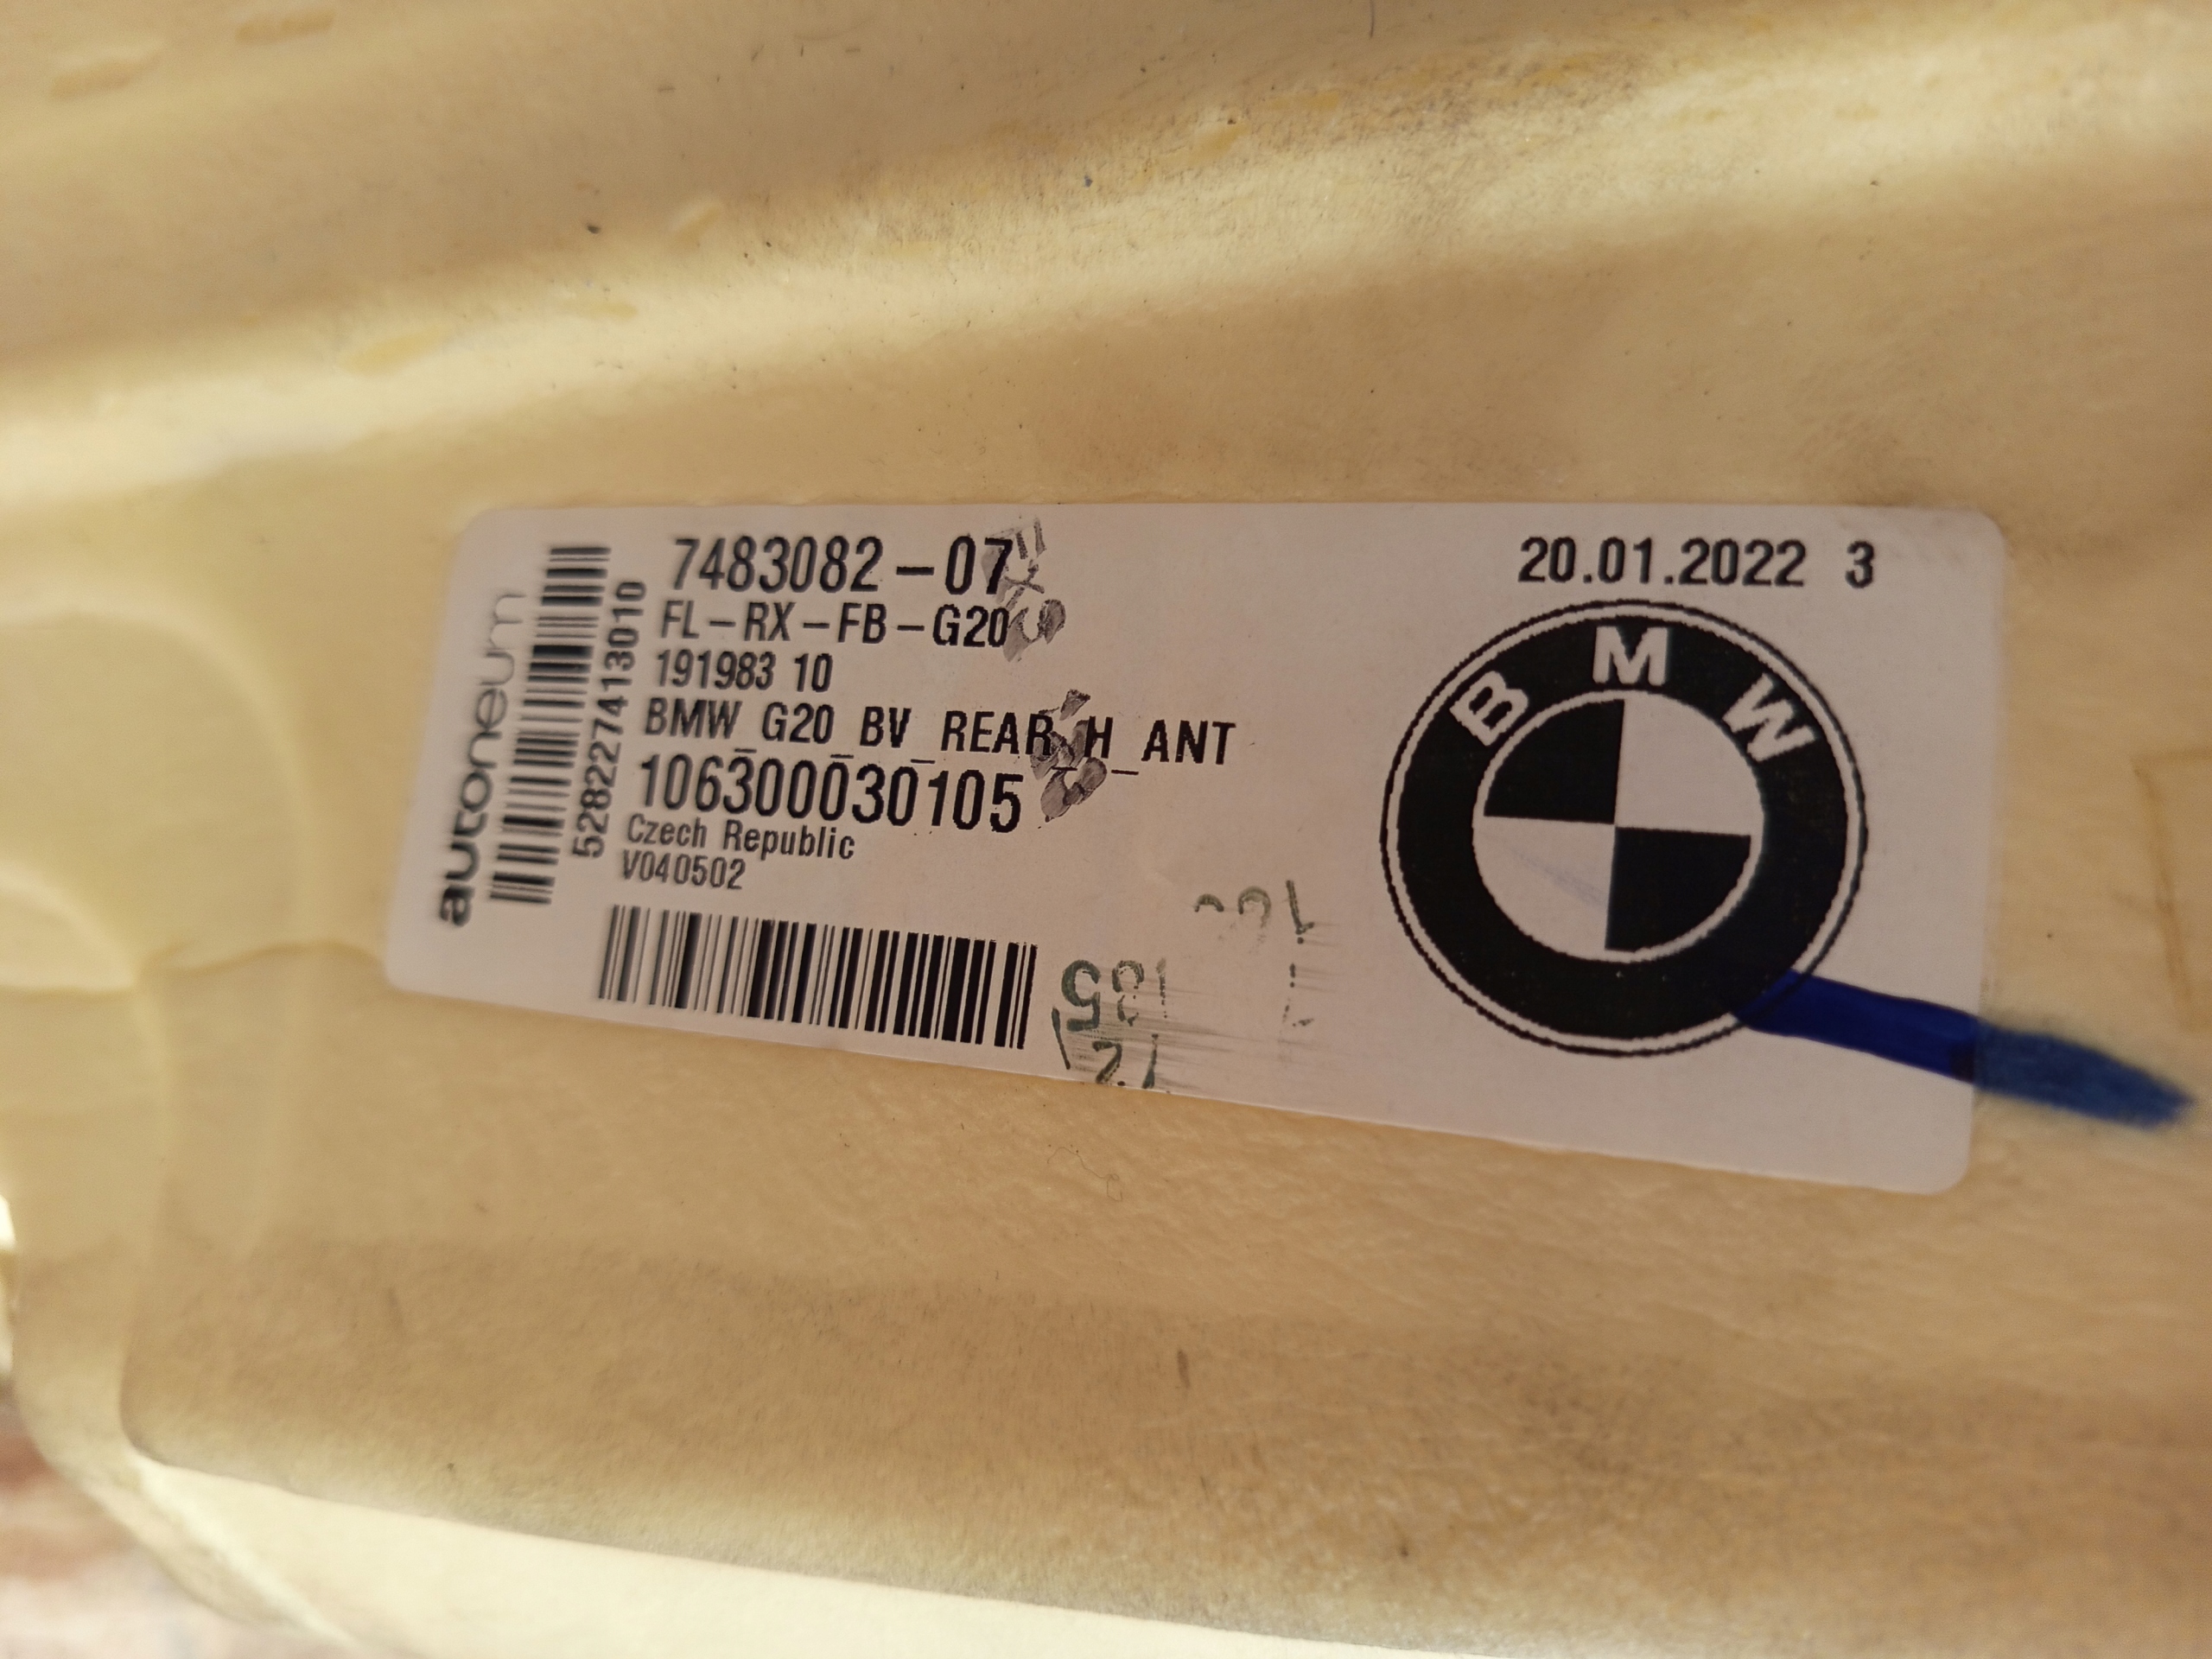 autoneum
528227413010
7483082-07
FL-RX-FB-G20
191983 10
BMW_G20_BV_REAR_H_ANT
106300030105
Czech Republic
V040502
20.01.2022 3
BMW